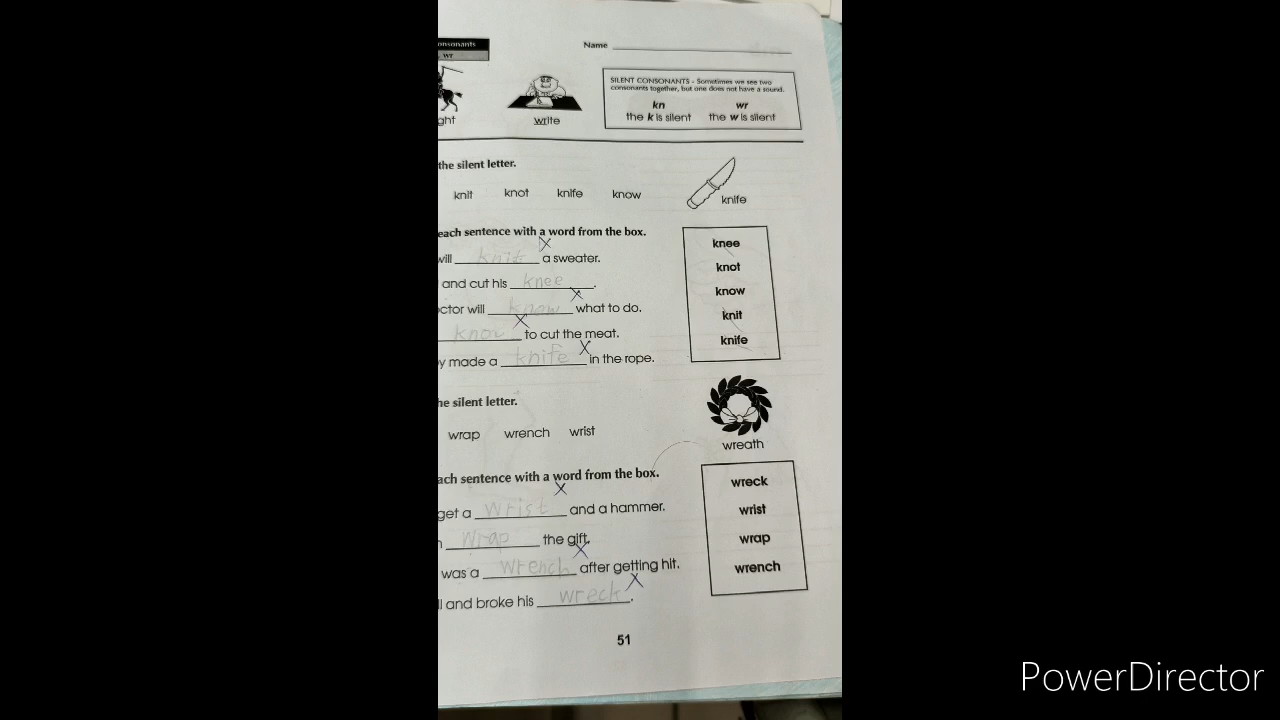 onsonants
wr
Name
SILENT CONSONANTS - Sometimes we see two
consonants together, but one does not have a sound.
kn wr
the k is silent the w is silent
ght write
the silent letter.
knit knot knife know
knife
each sentence with a word from the box.
will knit a sweater.
and cut his knee.
ctor will know what to do.
to cut the meat.
y made a knife in the rope.
knee
knot
know
knit
knife
he silent letter.
wrap wrench wrist
wreath
ach sentence with a word from the box.
get a wrist and a hammer.
wrap the gift.
was a wrench after getting hit.
ll and broke his wreck.
wreck
wrist
wrap
wrench
51
PowerDirector